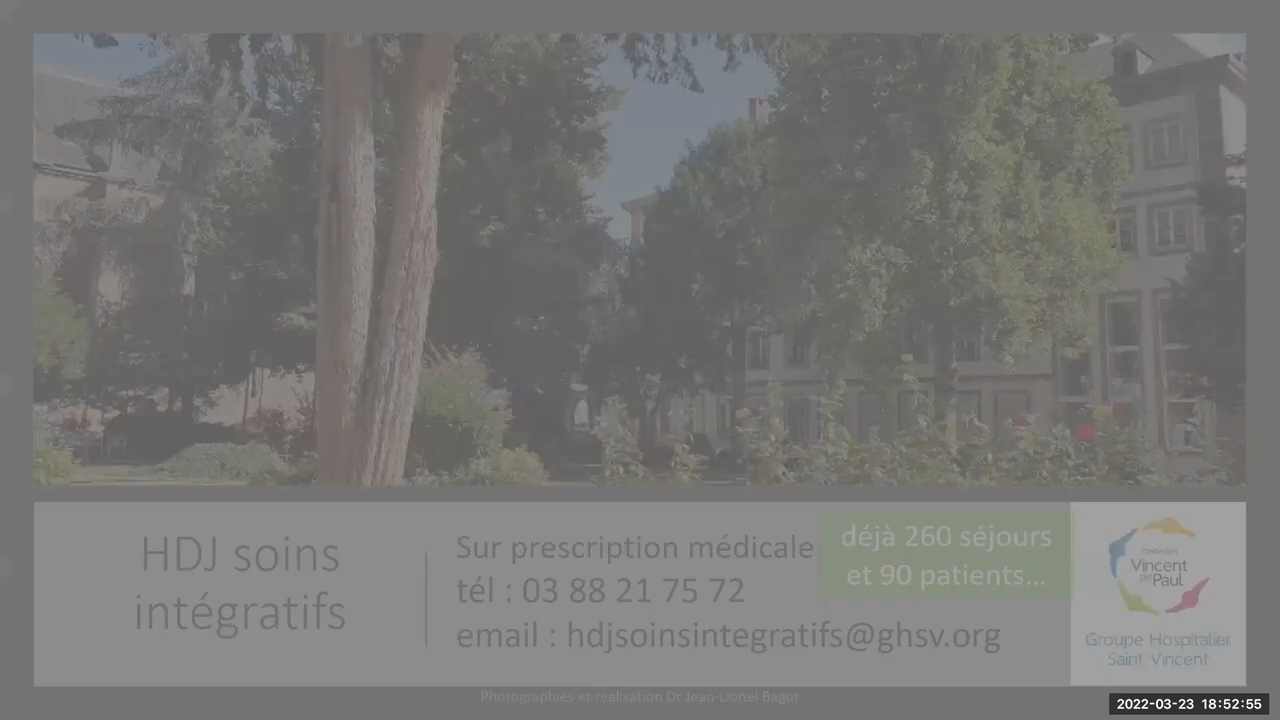 HDJ soins
intégratifs
Sur prescription médicale
tél : 03 88 21 75 72
email : hdjsoinsintegratifs@ghsv.org
déjà 260 séjours
et 90 patients...
FONDATION
Vincent
de Paul
Groupe Hospitalier
Saint Vincent
Photographies et réalisation Dr Jean-Lionel Bagot
2022-03-23 18:52:55